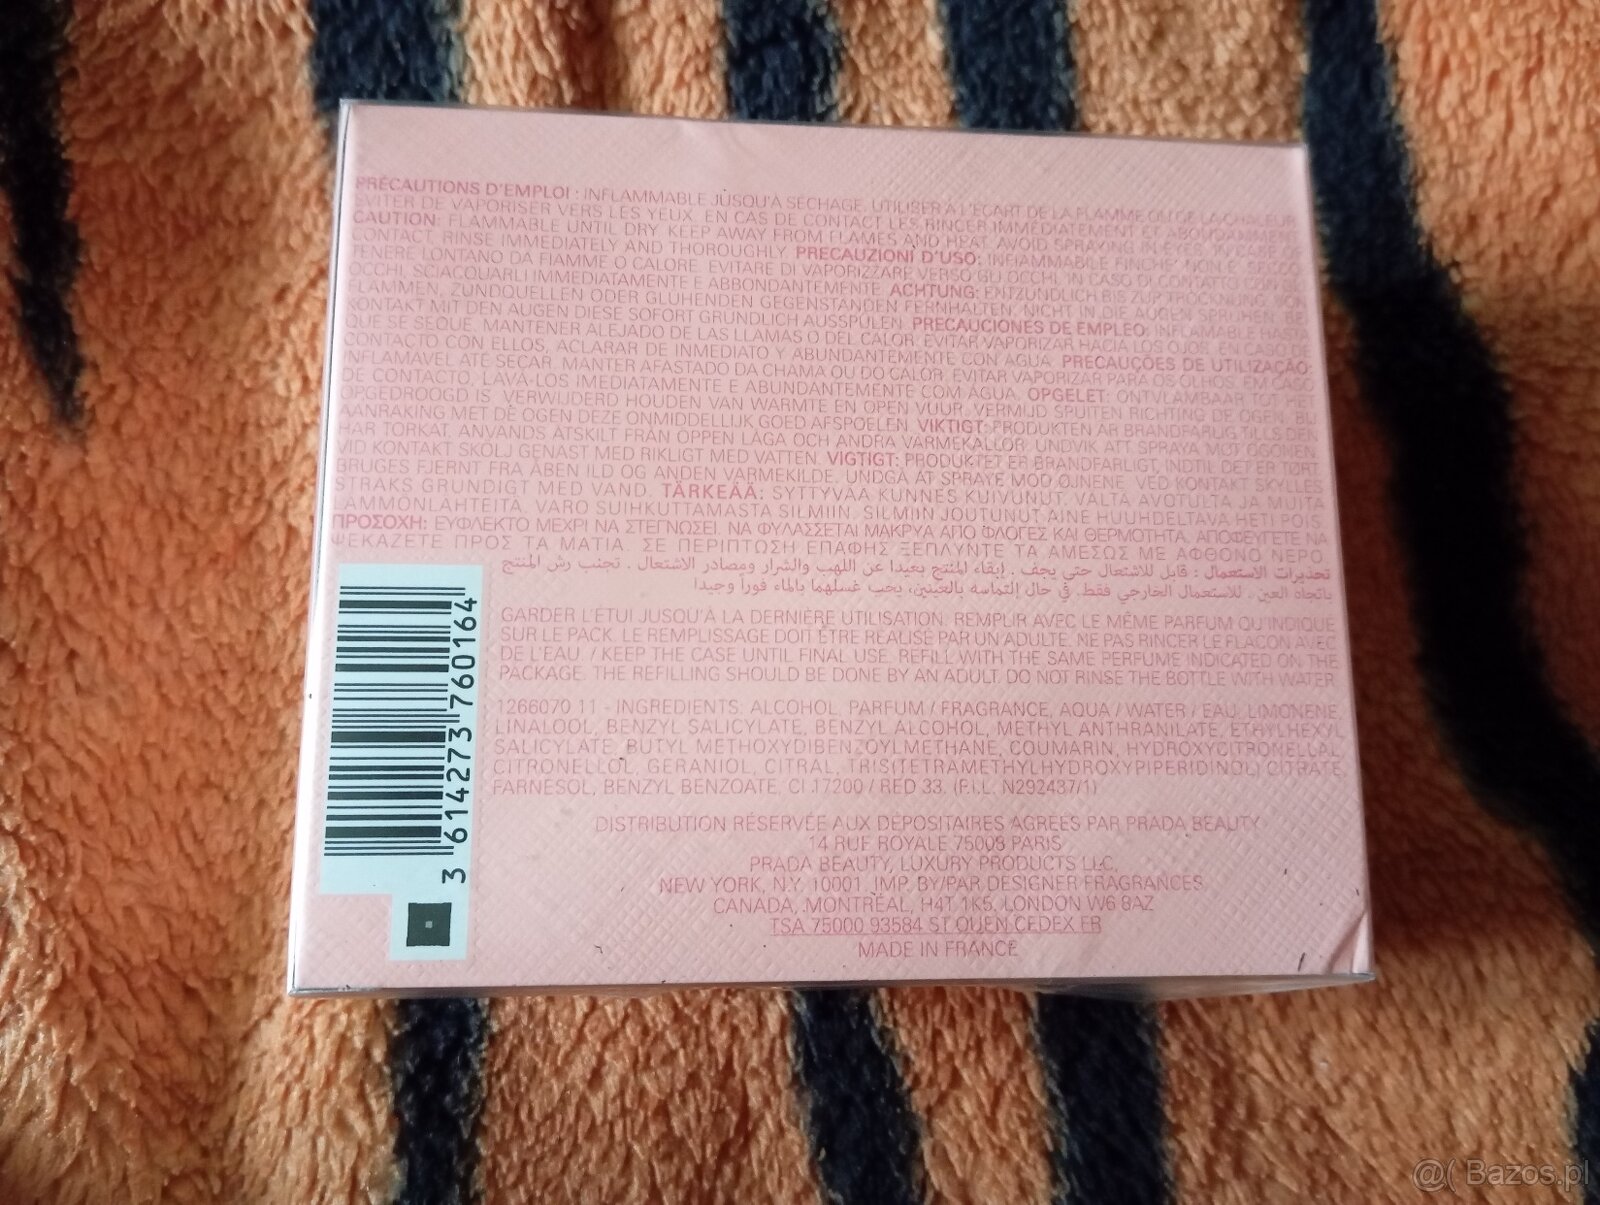 PRÉCAUTIONS D'EMPLOI : INFLAMMABLE JUSQU'À SÉCHAGE. UTILISER À L'ÉCART DE LA FLAMME OU DE LA CHALEUR.
ÉVITER DE VAPORISER VERS LES YEUX. EN CAS DE CONTACT LES RINCER IMMÉDIATEMENT ET ABONDAMMENT.
CAUTION: FLAMMABLE UNTIL DRY. KEEP AWAY FROM FLAMES AND HEAT. AVOID SPRAYING IN EYES. IN CASE OF
CONTACT, RINSE IMMEDIATELY AND THOROUGHLY. PRECAUZIONI D'USO: INFIAMMABILE FINCHE' NON È SECCO.
TENERE LONTANO DA FIAMME O CALORE. EVITARE DI VAPORIZZARE VERSO GLI OCCHI. IN CASO DI CONTATTO CON GLI
OCCHI, SCIACQUARLI IMMEDIATAMENTE E ABBONDANTEMENTE. ACHTUNG: ENTZÜNDLICH BIS ZUR TROCKNUNG. VON
FLAMMEN, ZÜNDQUELLEN ODER GLÜHENDEN GEGENSTÄNDEN FERNHALTEN. NICHT IN DIE AUGEN SPRÜHEN. BEI
KONTAKT MIT DEN AUGEN DIESE SOFORT GRÜNDLICH AUSSPÜLEN. PRECAUCIONES DE EMPLEO: INFLAMABLE HASTA
QUE SE SEQUE. MANTENER ALEJADO DE LAS LLAMAS O DEL CALOR. EVITAR VAPORIZAR HACIA LOS OJOS. EN CASO DE
CONTACTO CON ELLOS, ACLARAR DE INMEDIATO Y ABUNDANTEMENTE CON AGUA. PRECAUÇÕES DE UTILIZAÇÃO:
INFLAMÁVEL ATÉ SECAR. MANTER AFASTADO DA CHAMA OU DO CALOR. EVITAR VAPORIZAR PARA OS OLHOS. EM CASO
DE CONTACTO, LAVÁ-LOS IMEDIATAMENTE E ABUNDANTEMENTE COM ÁGUA. OPGELET: ONTVLAMBAAR TOT HET
OPGEDROOGD IS. VERWIJDERD HOUDEN VAN WARMTE EN OPEN VUUR. VERMIJD SPUITEN RICHTING DE OGEN. BIJ
AANRAKING MET DE OGEN DEZE ONMIDDELLIJK GOED AFSPOELEN. VIKTIGT: PRODUKTEN ÄR BRANDFARLIG TILLS DEN
HAR TORKAT. ANVÄNDS ÅTSKILT FRÅN ÖPPEN LÅGA OCH ANDRA VÄRMEKÄLLOR. UNDVIK ATT SPRAYA MOT ÖGONEN.
VID KONTAKT SKÖLJ GENAST MED RIKLIGT MED VATTEN. VIGTIGT: PRODUKTET ER BRANDFARLIGT, INDTIL DET ER TØRT.
BRUGES FJERNT FRA ÅBEN ILD OG ANDEN VARMEKILDE. UNDGÅ AT SPRAYE MOD ØJNENE. VED KONTAKT SKYLLES
STRAKS GRUNDIGT MED VAND. TÄRKEÄÄ: SYTTYVÄÄ KUNNES KUIVUNUT. VÄLTÄ AVOTULTA JA MUITA
LÄMMÖNLÄHTEITÄ. VARO SUIHKUTTAMASTA SILMIIN. SILMIIN JOUTUNUT AINE HUUHDELTAVA HETI POIS.
ΠΡΟΣΟΧΗ: ΕΥΦΛΕΚΤΟ ΜΕΧΡΙ ΝΑ ΣΤΕΓΝΩΣΕΙ. ΝΑ ΦΥΛΑΣΣΕΤΑΙ ΜΑΚΡΥΑ ΑΠΟ ΦΛΟΓΕΣ ΚΑΙ ΘΕΡΜΟΤΗΤΑ. ΑΠΟΦΕΥΓΕΤΕ ΝΑ
ΨΕΚΑΖΕΤΕ ΠΡΟΣ ΤΑ ΜΑΤΙΑ. ΣΕ ΠΕΡΙΠΤΩΣΗ ΕΠΑΦΗΣ ΞΕΠΛΥΝΤΕ ΤΑ ΑΜΕΣΩΣ ΜΕ ΑΦΘΟΝΟ ΝΕΡΟ.
تحذيرات الاستعمال : قابل للاشتعال حتى يجف . إبقاء المنتج بعيدا عن اللهب والشرار ومصادر الاشتعال . تجنب رش المنتج
باتجاه العين . للاستعمال الخارجي فقط. في حال إلتماسه بالعينين، يجب غسلهما بالماء فوراً وجيدا
GARDER L'ÉTUI JUSQU'À LA DERNIÈRE UTILISATION. REMPLIR AVEC LE MÊME PARFUM QU'INDIQUÉ
SUR LE PACK. LE REMPLISSAGE DOIT ÊTRE RÉALISÉ PAR UN ADULTE. NE PAS RINCER LE FLACON AVEC
DE L'EAU. / KEEP THE CASE UNTIL FINAL USE. REFILL WITH THE SAME PERFUME INDICATED ON THE
PACKAGE. THE REFILLING SHOULD BE DONE BY AN ADULT. DO NOT RINSE THE BOTTLE WITH WATER.
1266070 11 - INGREDIENTS: ALCOHOL, PARFUM / FRAGRANCE, AQUA / WATER / EAU, LIMONENE,
LINALOOL, BENZYL SALICYLATE, BENZYL ALCOHOL, METHYL ANTHRANILATE, ETHYLHEXYL
SALICYLATE, BUTYL METHOXYDIBENZOYLMETHANE, COUMARIN, HYDROXYCITRONELLAL,
CITRONELLOL, GERANIOL, CITRAL, TRIS(TETRAMETHYLHYDROXYPIPERIDINOL) CITRATE,
FARNESOL, BENZYL BENZOATE, CI 17200 / RED 33. (F.I.L. N292437/1)
3 614273 760164
DISTRIBUTION RÉSERVÉE AUX DÉPOSITAIRES AGRÉÉS PAR PRADA BEAUTY
14 RUE ROYALE 75008 PARIS
PRADA BEAUTY, LUXURY PRODUCTS LLC,
NEW YORK, N.Y. 10001. IMP. BY/PAR DESIGNER FRAGRANCES
CANADA, MONTRÉAL, H4T 1K5. LONDON W6 8AZ
TSA 75000 93584 ST OUEN CEDEX FR
MADE IN FRANCE
@( Bazos.pl